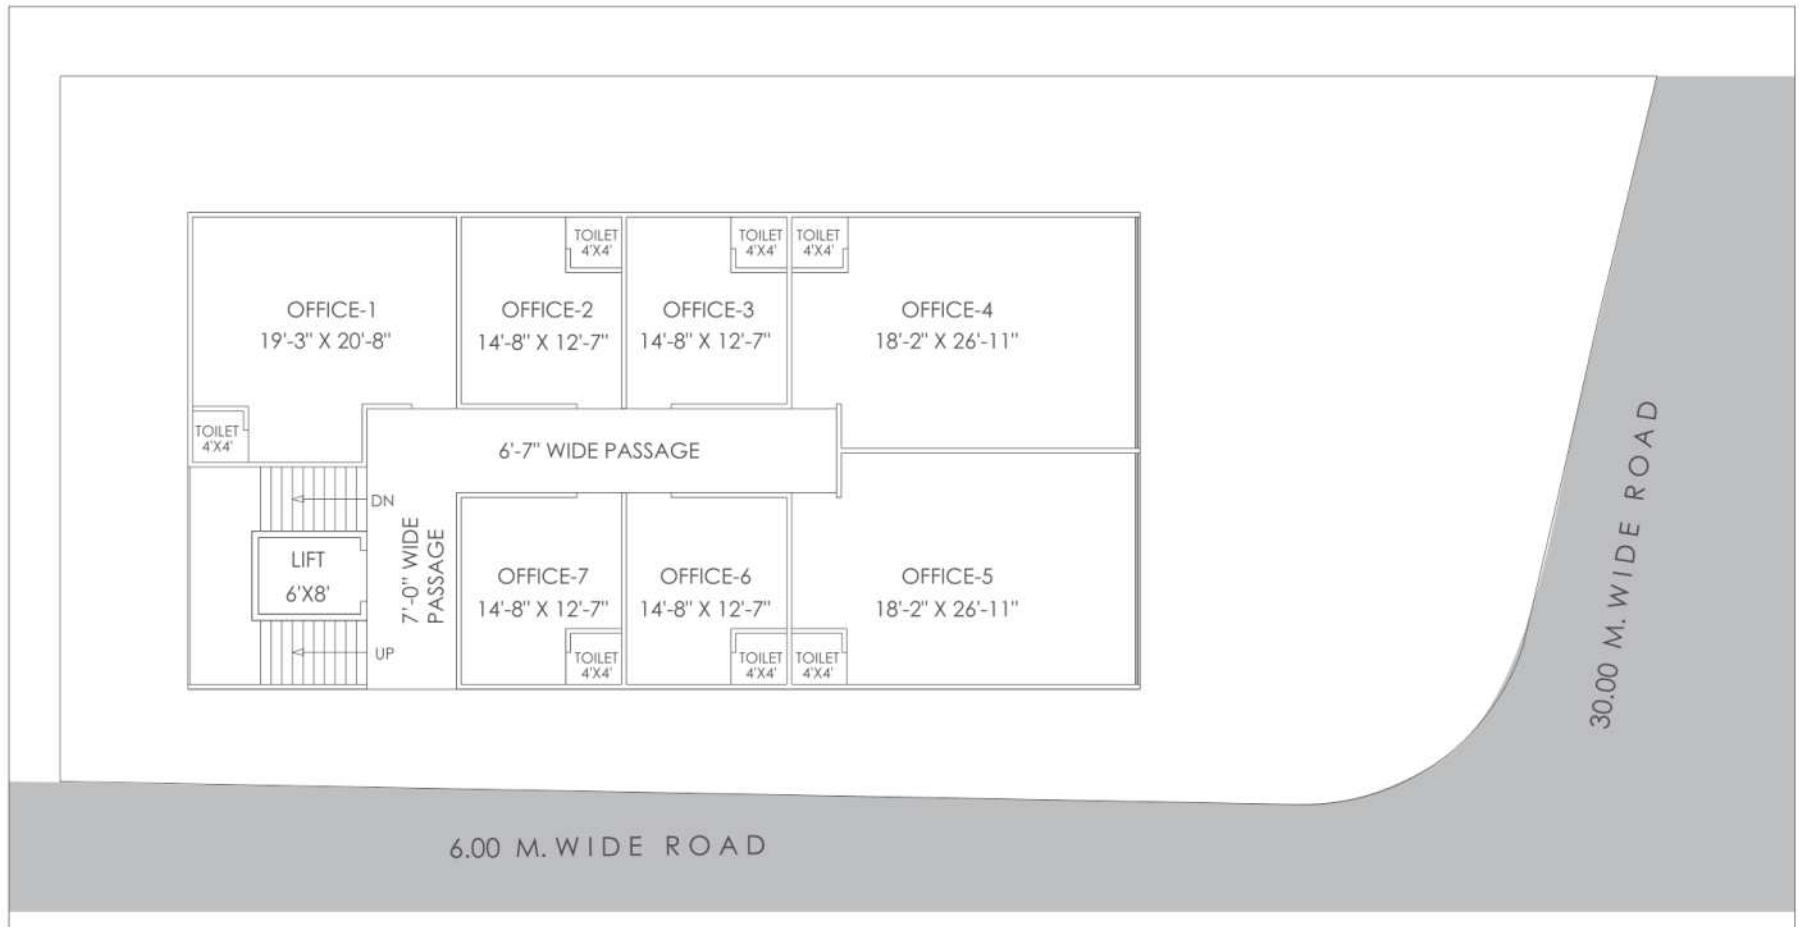 TOILET
4'X4'
TOILET
4'X4'
TOILET
4'X4'
OFFICE-1
19'-3" X 20'-8"
OFFICE-2
14'-8" X 12'-7"
OFFICE-3
14'-8" X 12'-7"
OFFICE-4
18'-2" X 26'-11"
TOILET
4'X4'
6'-7" WIDE PASSAGE
DN
LIFT
6'X8'
UP
7'-0" WIDE
PASSAGE
OFFICE-7
14'-8" X 12'-7"
OFFICE-6
14'-8" X 12'-7"
OFFICE-5
18'-2" X 26'-11"
TOILET
4'X4'
TOILET
4'X4'
TOILET
4'X4'
30.00 M. WIDE ROAD
6.00 M. WIDE ROAD